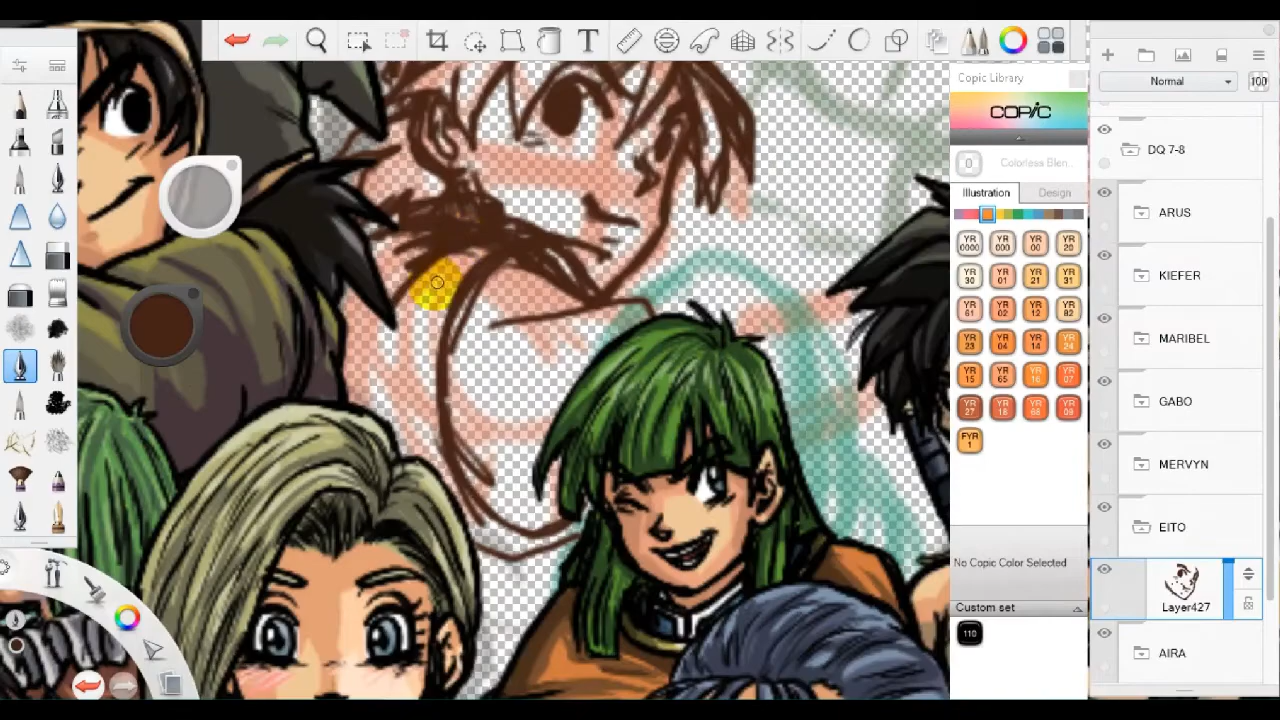 T
Copic Library
COPIC
0
Colorless Blen...
Illustration
Design
YR 0000
YR 000
YR 00
YR 20
YR 30
YR 01
YR 21
YR 31
YR 61
YR 02
YR 12
YR 82
YR 23
YR 04
YR 14
YR 24
YR 15
YR 65
YR 16
YR 07
YR 27
YR 18
YR 68
YR 09
FYR 1
No Copic Color Selected
Custom set
110
Normal
100
DQ 7-8
ARUS
KIEFER
MARIBEL
GABO
MERVYN
EITO
Layer427
AIRA